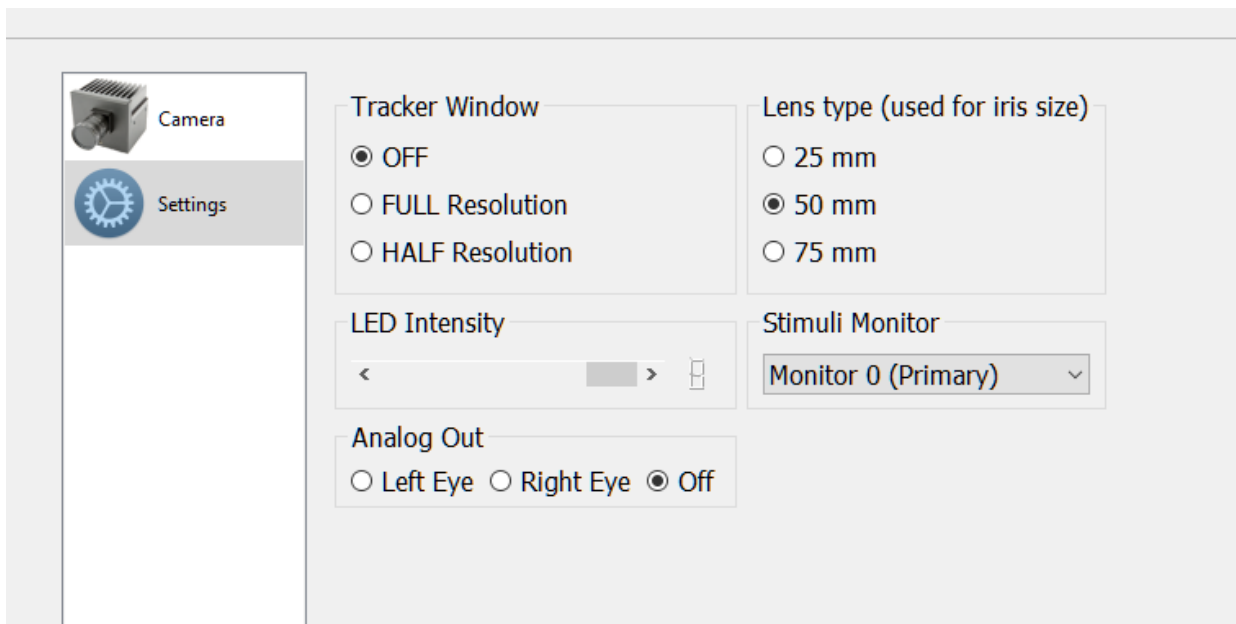 Camera
Settings
Tracker Window
OFF
FULL Resolution
HALF Resolution
Lens type (used for iris size)
25 mm
50 mm
75 mm
LED Intensity
8
Stimuli Monitor
Monitor 0 (Primary)
Analog Out
Left Eye Right Eye Off